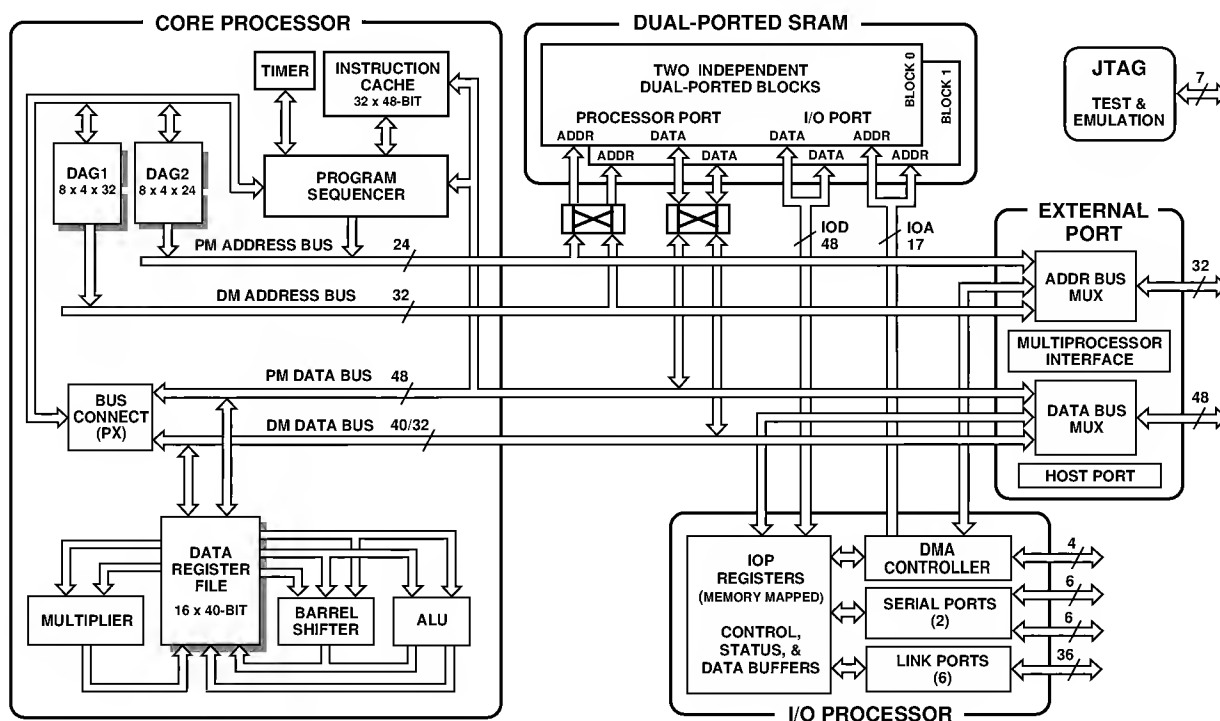 CORE PROCESSOR
TIMER
INSTRUCTION
CACHE
32 x 48-BIT
DAG1
8 x 4 x 32
DAG2
8 x 4 x 24
PROGRAM
SEQUENCER
PM ADDRESS BUS 24
DM ADDRESS BUS 32
BUS
CONNECT
(PX)
PM DATA BUS 48
DM DATA BUS 40/32
DATA
REGISTER
FILE
16 x 40-BIT
MULTIPLIER
BARREL
SHIFTER
ALU
DUAL-PORTED SRAM
TWO INDEPENDENT
DUAL-PORTED BLOCKS
BLOCK 0
BLOCK 1
PROCESSOR PORT
I/O PORT
ADDR DATA DATA ADDR
ADDR DATA DATA ADDR
IOD
48
IOA
17
JTAG
TEST &
EMULATION
7
EXTERNAL
PORT
ADDR BUS
MUX
32
MULTIPROCESSOR
INTERFACE
DATA BUS
MUX
48
HOST PORT
IOP
REGISTERS
(MEMORY MAPPED)
CONTROL,
STATUS, &
DATA BUFFERS
DMA
CONTROLLER
4
SERIAL PORTS
(2)
6
6
LINK PORTS
(6)
36
I/O PROCESSOR